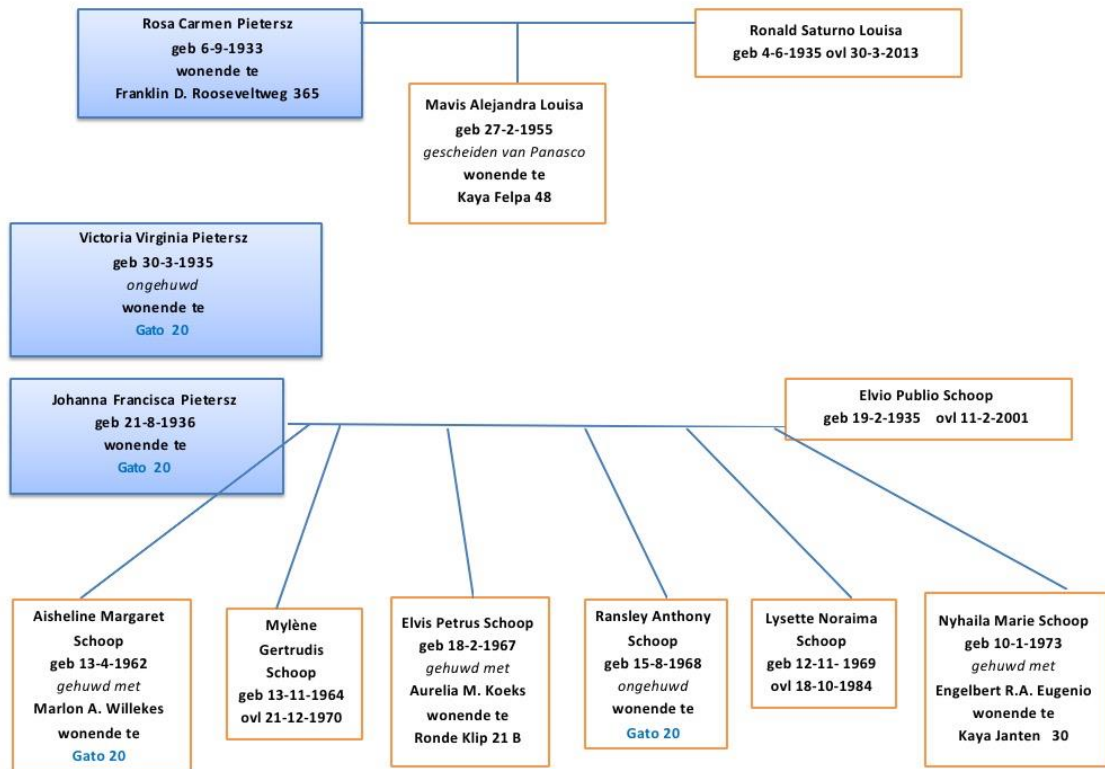 Rosa Carmen Pietersz
geb 6-9-1933
wonende te
Franklin D. Rooseveltweg 365
Ronald Saturno Louisa
geb 4-6-1935 ovl 30-3-2013
Mavis Alejandra Louisa
geb 27-2-1955
gescheiden van Panasco
wonende te
Kaya Felpa 48
Victoria Virginia Pietersz
geb 30-3-1935
ongehuwd
wonende te
Gato 20
Johanna Francisca Pietersz
geb 21-8-1936
wonende te
Gato 20
Elvio Publio Schoop
geb 19-2-1935 ovl 11-2-2001
Aisheline Margaret
Schoop
geb 13-4-1962
gehuwd met
Marlon A. Willekes
wonende te
Gato 20
Mylène
Gertrudis
Schoop
geb 13-11-1964
ovl 21-12-1970
Elvis Petrus Schoop
geb 18-2-1967
gehuwd met
Aurelia M. Koeks
wonende te
Ronde Klip 21 B
Ransley Anthony
Schoop
geb 15-8-1968
ongehuwd
wonende te
Gato 20
Lysette Noraima
Schoop
geb 12-11- 1969
ovl 18-10-1984
Nyhaila Marie Schoop
geb 10-1-1973
gehuwd met
Engelbert R.A. Eugenio
wonende te
Kaya Janten 30